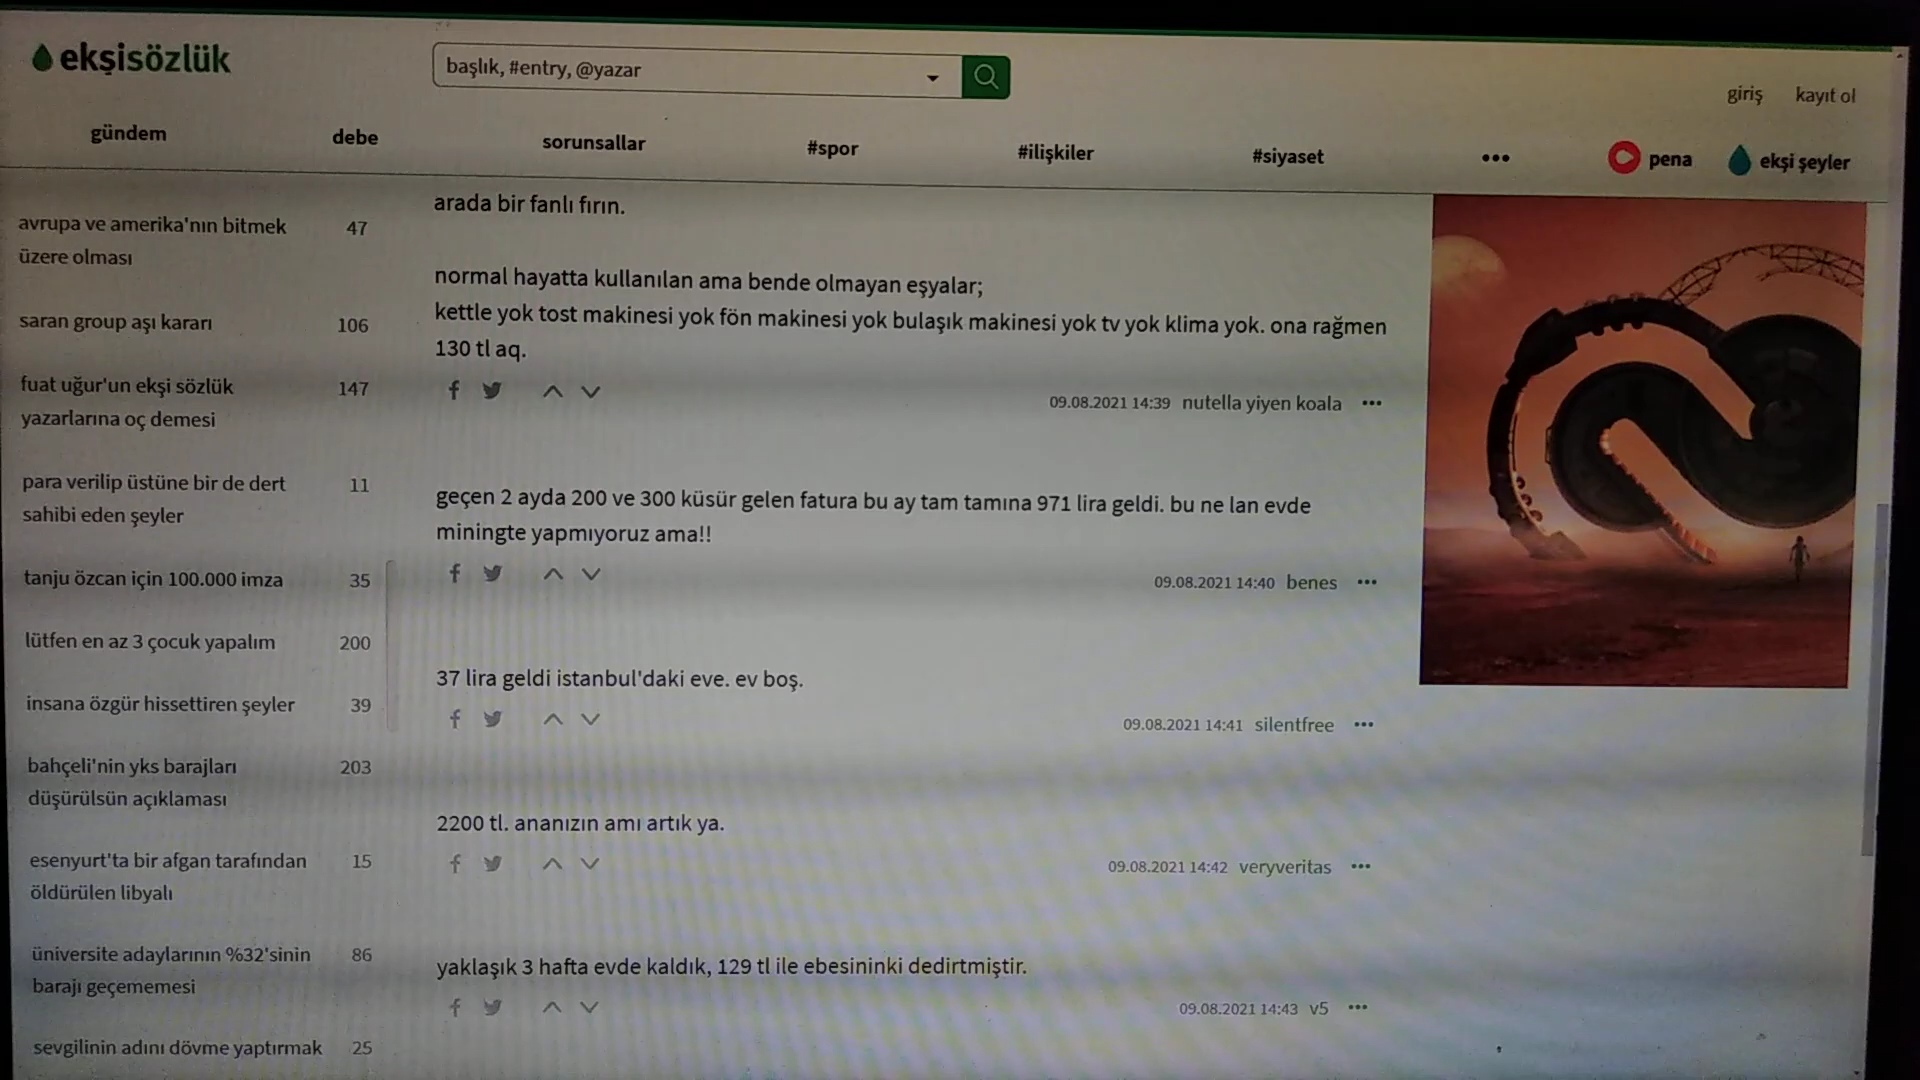 ekşisözlük
başlık, #entry, @yazar
giriş kayıt ol
gündem debe sorunsallar #spor #ilişkiler #siyaset ••• pena ekşi şeyler
avrupa ve amerika'nın bitmek 47
üzere olması
saran group aşı kararı 106
fuat uğur'un ekşi sözlük 147
yazarlarına oç demesi
para verilip üstüne bir de dert 11
sahibi eden şeyler
tanju özcan için 100.000 imza 35
lütfen en az 3 çocuk yapalım 200
insana özgür hissettiren şeyler 39
bahçeli'nin yks barajları 203
düşürülsün açıklaması
esenyurt'ta bir afgan tarafından 15
öldürülen libyalı
üniversite adaylarının %32'sinin 86
barajı geçememesi
sevgilinin adını dövme yaptırmak 25
arada bir fanlı fırın.
normal hayatta kullanılan ama bende olmayan eşyalar;
kettle yok tost makinesi yok fön makinesi yok bulaşık makinesi yok tv yok klima yok. ona rağmen
130 tl aq.
09.08.2021 14:39 nutella yiyen koala •••
geçen 2 ayda 200 ve 300 küsür gelen fatura bu ay tam tamına 971 lira geldi. bu ne lan evde
miningte yapmıyoruz ama!!
09.08.2021 14:40 benes •••
37 lira geldi istanbul'daki eve. ev boş.
09.08.2021 14:41 silentfree •••
2200 tl. ananızın amı artık ya.
09.08.2021 14:42 veryveritas •••
yaklaşık 3 hafta evde kaldık, 129 tl ile ebesininki dedirtmiştir.
09.08.2021 14:43 v5 •••